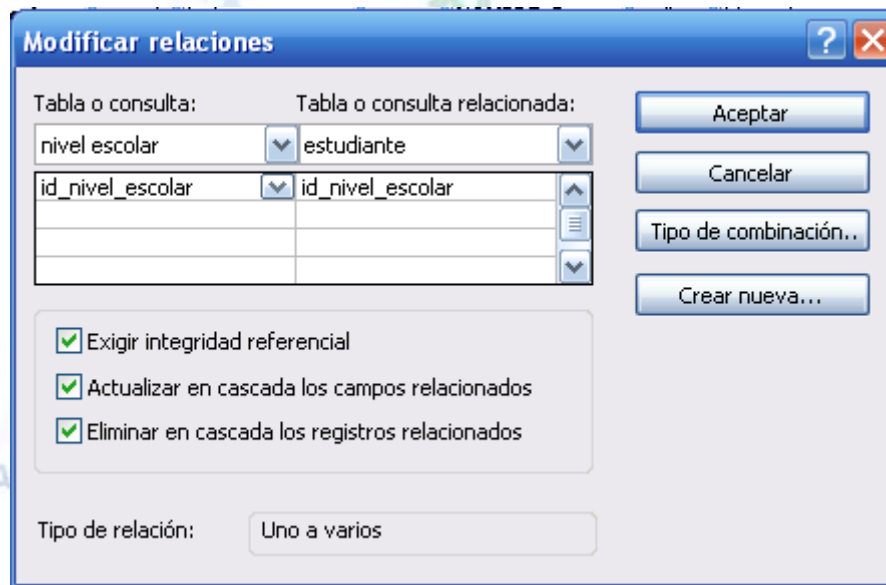 Modificar relaciones
Tabla o consulta:
Tabla o consulta relacionada:
nivel escolar
estudiante
id_nivel_escolar
id_nivel_escolar
Aceptar
Cancelar
Tipo de combinación..
Crear nueva...
Exigir integridad referencial
Actualizar en cascada los campos relacionados
Eliminar en cascada los registros relacionados
Tipo de relación:
Uno a varios